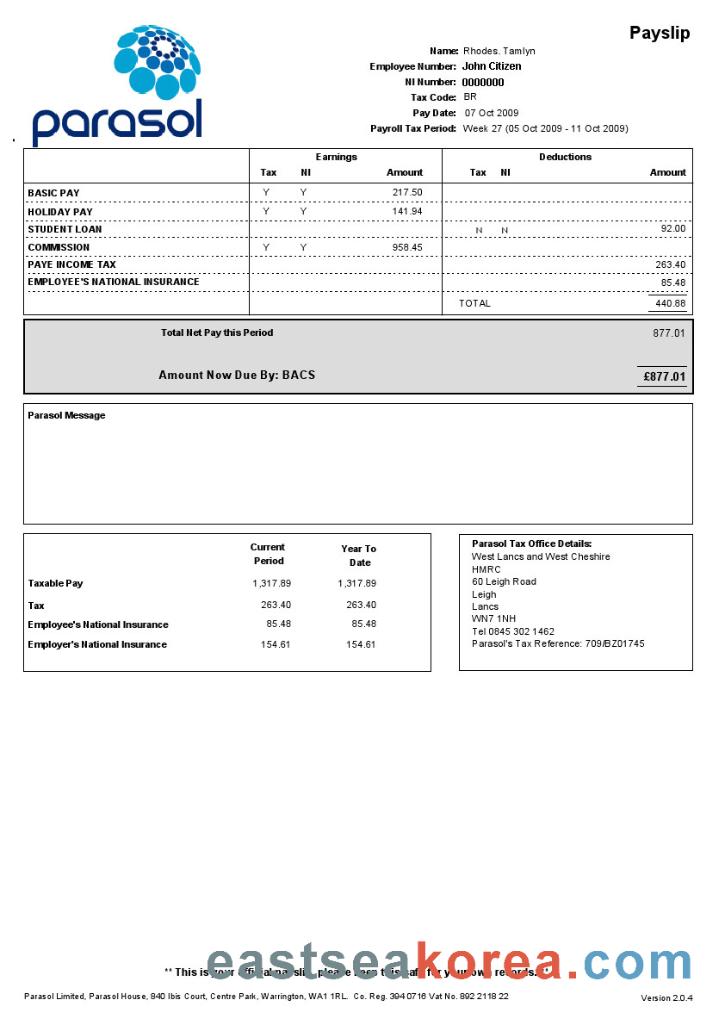 Payslip
parasol
Name: Rhodes. Tamlyn
Employee Number: John Citizen
NI Number: 0000000
Tax Code: BR
Pay Date: 07 Oct 2009
Payroll Tax Period: Week 27 (05 Oct 2009 - 11 Oct 2009)
Earnings Deductions
Tax NI Amount Tax NI Amount
BASIC PAY Y Y 217.50
HOLIDAY PAY Y Y 141.94
STUDENT LOAN N N 92.00
COMMISSION Y Y 958.45
PAYE INCOME TAX 263.40
EMPLOYEE'S NATIONAL INSURANCE 85.48
TOTAL 440.88
Total Net Pay this Period 877.01
Amount Now Due By: BACS £877.01
Parasol Message
Current Period Year To Date
Taxable Pay 1,317.89 1,317.89
Tax 263.40 263.40
Employee's National Insurance 85.48 85.48
Employer's National Insurance 154.61 154.61
Parasol Tax Office Details:
West Lancs and West Cheshire
HMRC
60 Leigh Road
Leigh
Lancs
WN7 1NH
Tel 0845 302 1462
Parasol's Tax Reference: 709/BZ01745
eastseakorea.com
** This is your official payslip, please keep this safe for your own records. **
Parasol Limited, Parasol House, 840 Ibis Court, Centre Park, Warrington, WA1 1RL. Co. Reg. 3940716 Vat No. 892 2118 22
Version 2.0.4